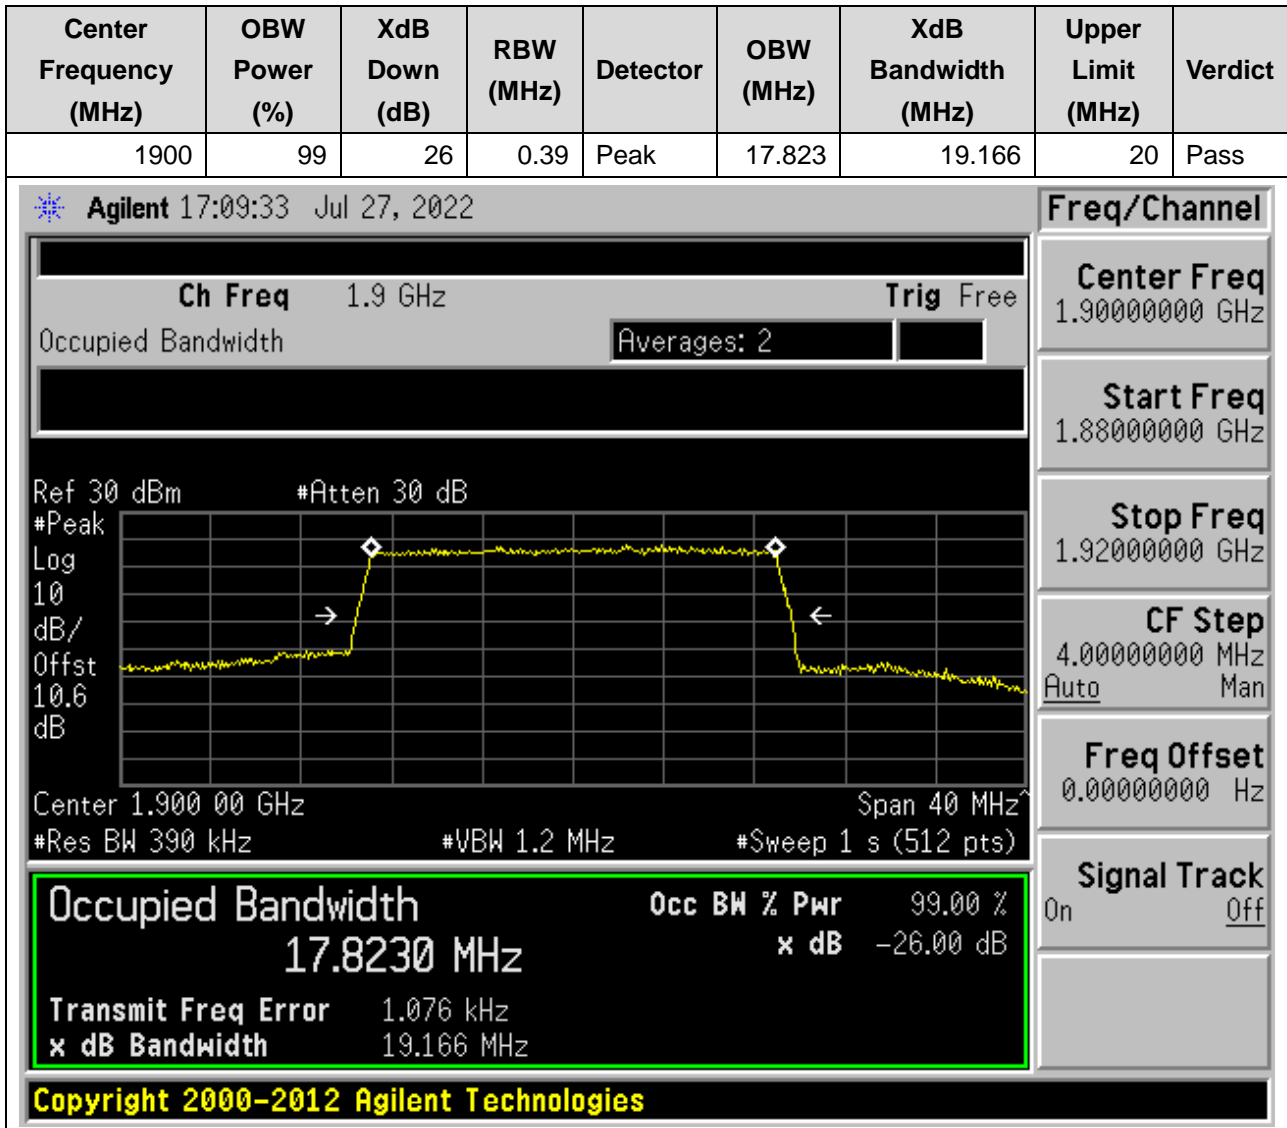 Center Frequency (MHz) OBW Power (%) XdB Down (dB) RBW (MHz) Detector OBW (MHz) XdB Bandwidth (MHz) Upper Limit (MHz) Verdict
1900 99 26 0.39 Peak 17.823 19.166 20 Pass
Agilent 17:09:33 Jul 27, 2022
Freq/Channel
Ch Freq 1.9 GHz Trig Free
Occupied Bandwidth Averages: 2
Center Freq
1.90000000 GHz
Start Freq
1.88000000 GHz
Stop Freq
1.92000000 GHz
CF Step
4.00000000 MHz
Auto Man
Freq Offset
0.00000000 Hz
Signal Track
On Off
Ref 30 dBm #Atten 30 dB
#Peak
Log
10
dB/
Offst
10.6
dB
Center 1.900 00 GHz Span 40 MHz^
#Res BW 390 kHz #VBW 1.2 MHz #Sweep 1 s (512 pts)
Occupied Bandwidth Occ BW % Pwr 99.00 %
17.8230 MHz x dB -26.00 dB
Transmit Freq Error 1.076 kHz
x dB Bandwidth 19.166 MHz
Copyright 2000-2012 Agilent Technologies